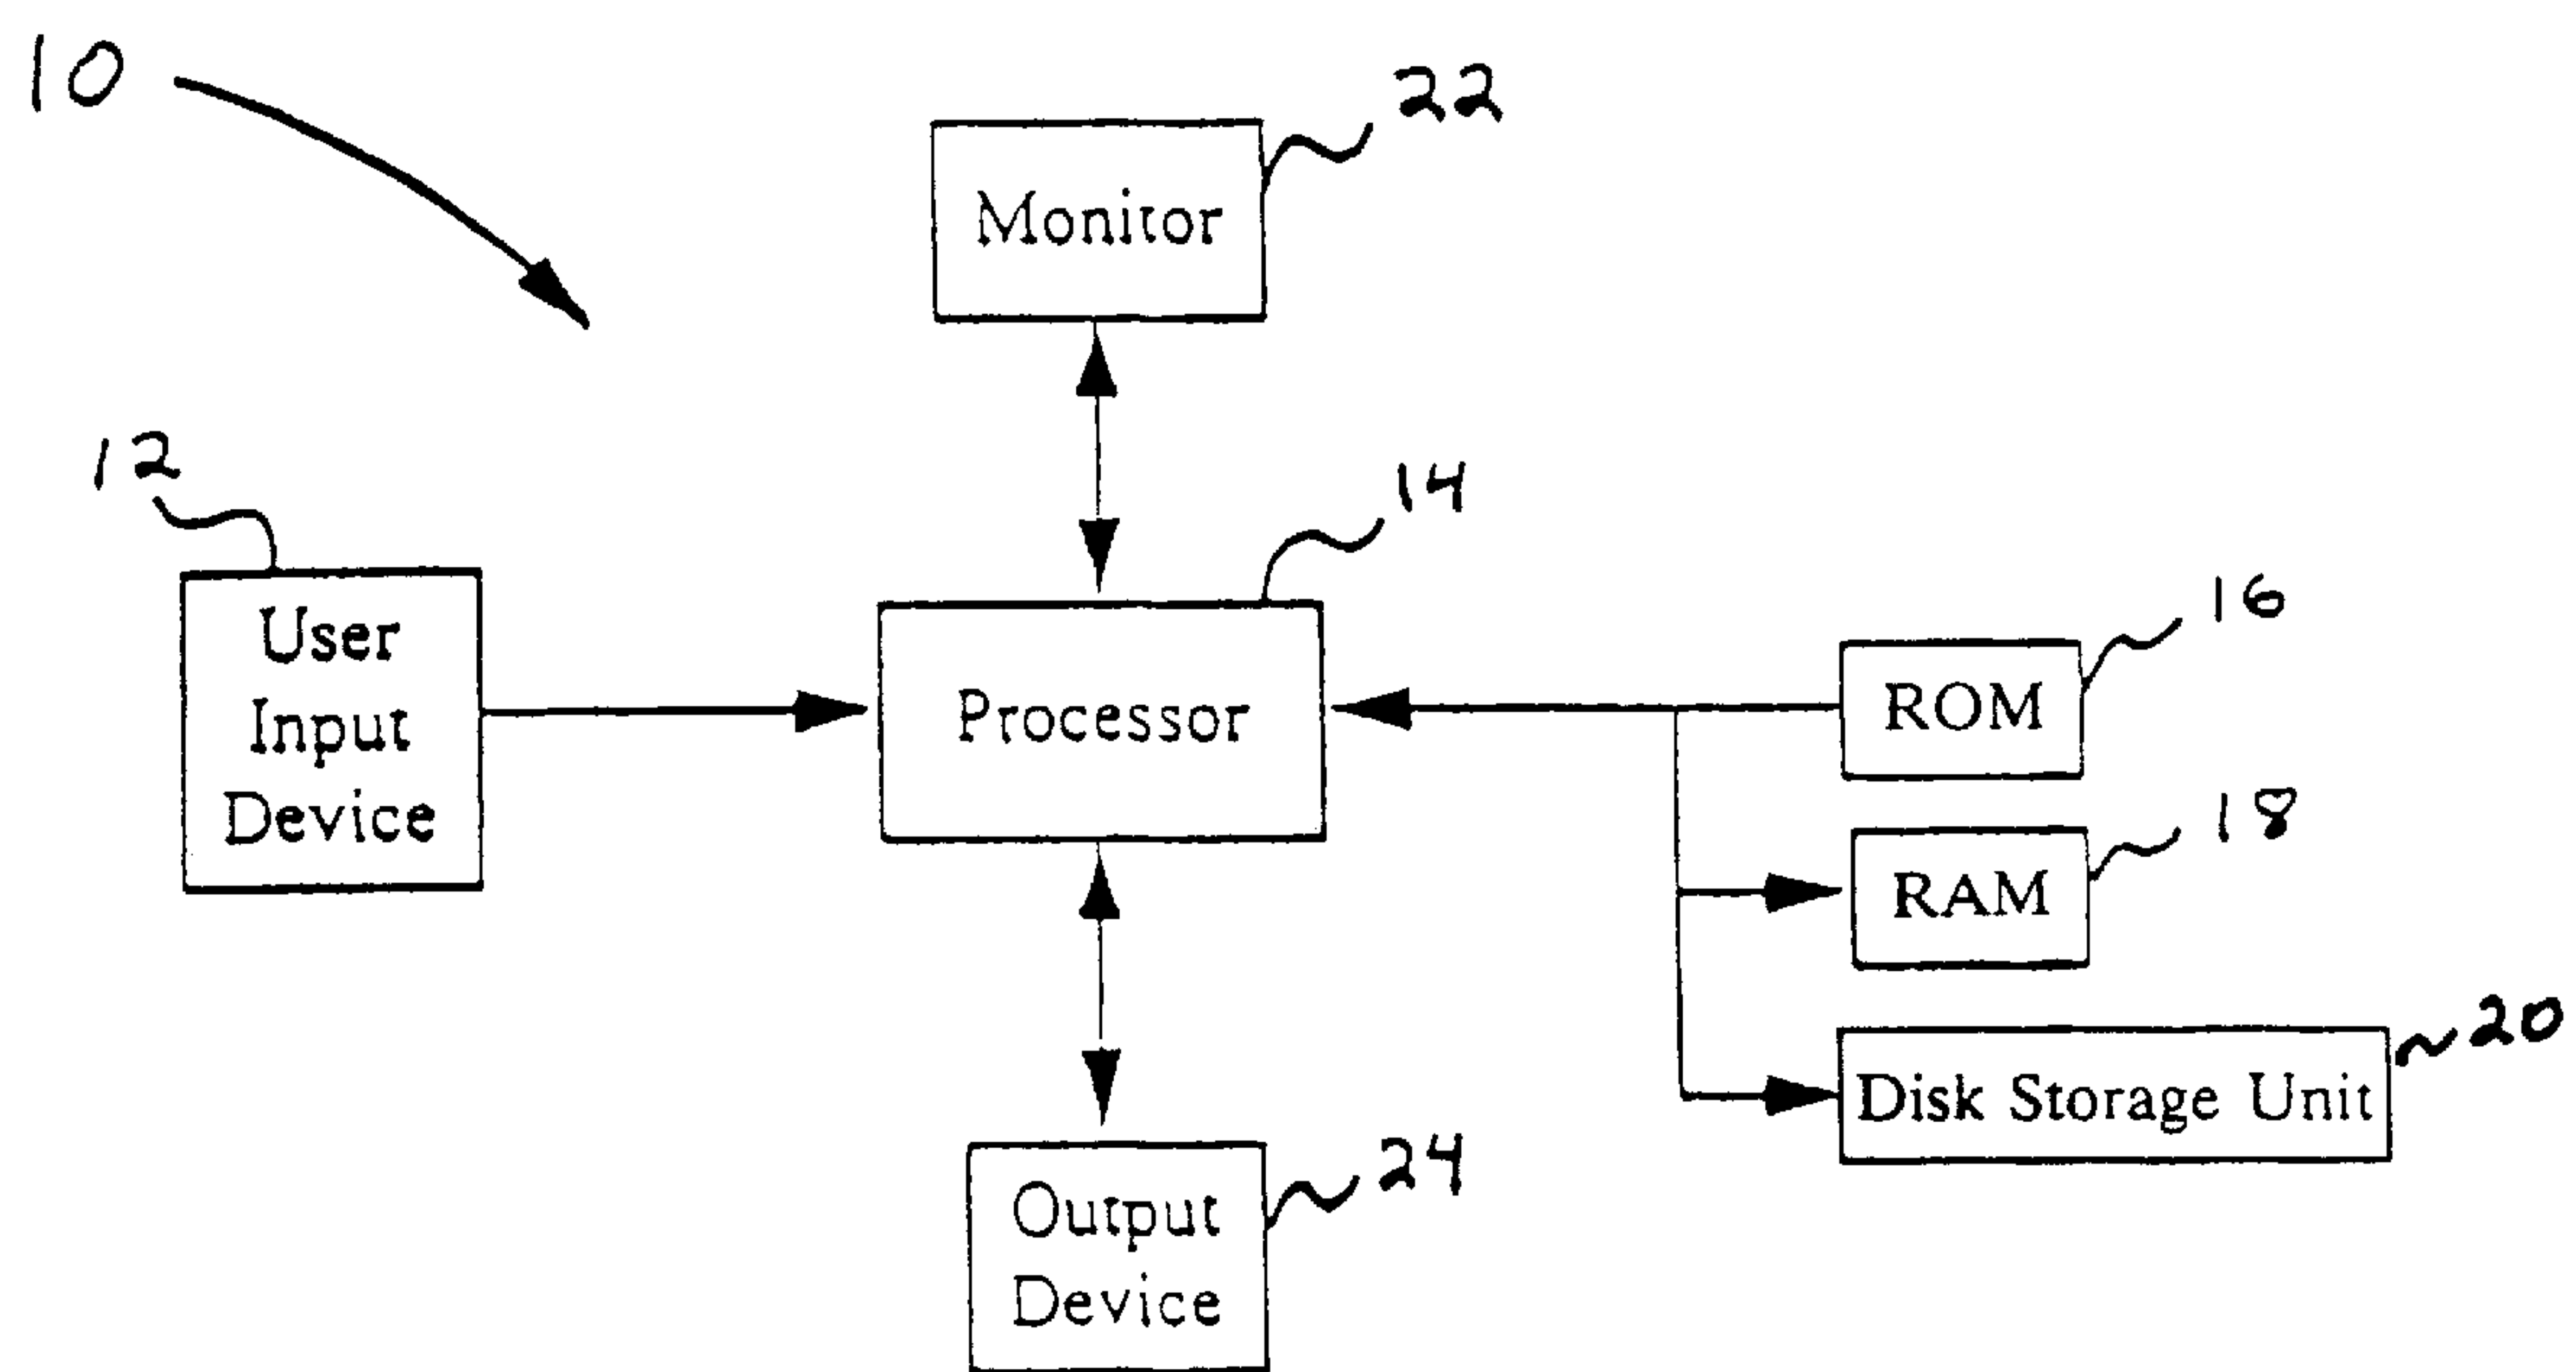 10
22
Monitor
12
14
User
Input
Device
Processor
16
ROM
18
RAM
20
Disk Storage Unit
24
Output
Device